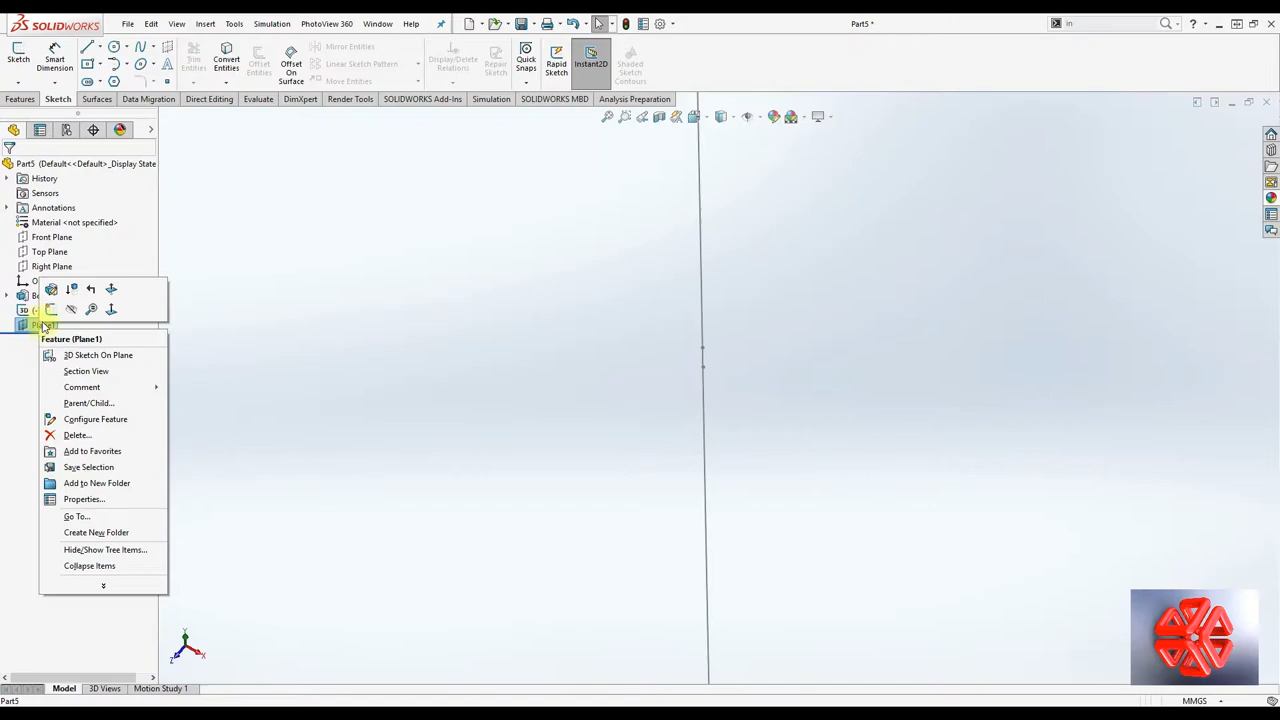 SOLIDWORKS
File Edit View Insert Tools Simulation PhotoView 360 Window Help
Part5 *
in
Sketch
Smart Dimension
Trim Entities
Convert Entities
Offset Entities
Offset On Surface
Mirror Entities
Linear Sketch Pattern
Move Entities
Display/Delete Relations
Repair Sketch
Quick Snaps
Rapid Sketch
Instant2D
Shaded Sketch Contours
Features Sketch Surfaces Data Migration Direct Editing Evaluate DimXpert Render Tools SOLIDWORKS Add-Ins Simulation SOLIDWORKS MBD Analysis Preparation
Part5 (Default<<Default>_Display State
History
Sensors
Annotations
Material <not specified>
Front Plane
Top Plane
Right Plane
3D
Feature (Plane1)
3D Sketch On Plane
Section View
Comment
Parent/Child...
Configure Feature
Delete...
Add to Favorites
Save Selection
Add to New Folder
Properties...
Go To...
Create New Folder
Hide/Show Tree Items...
Collapse Items
Y
Z X
Model 3D Views Motion Study 1
Part5
MMGS